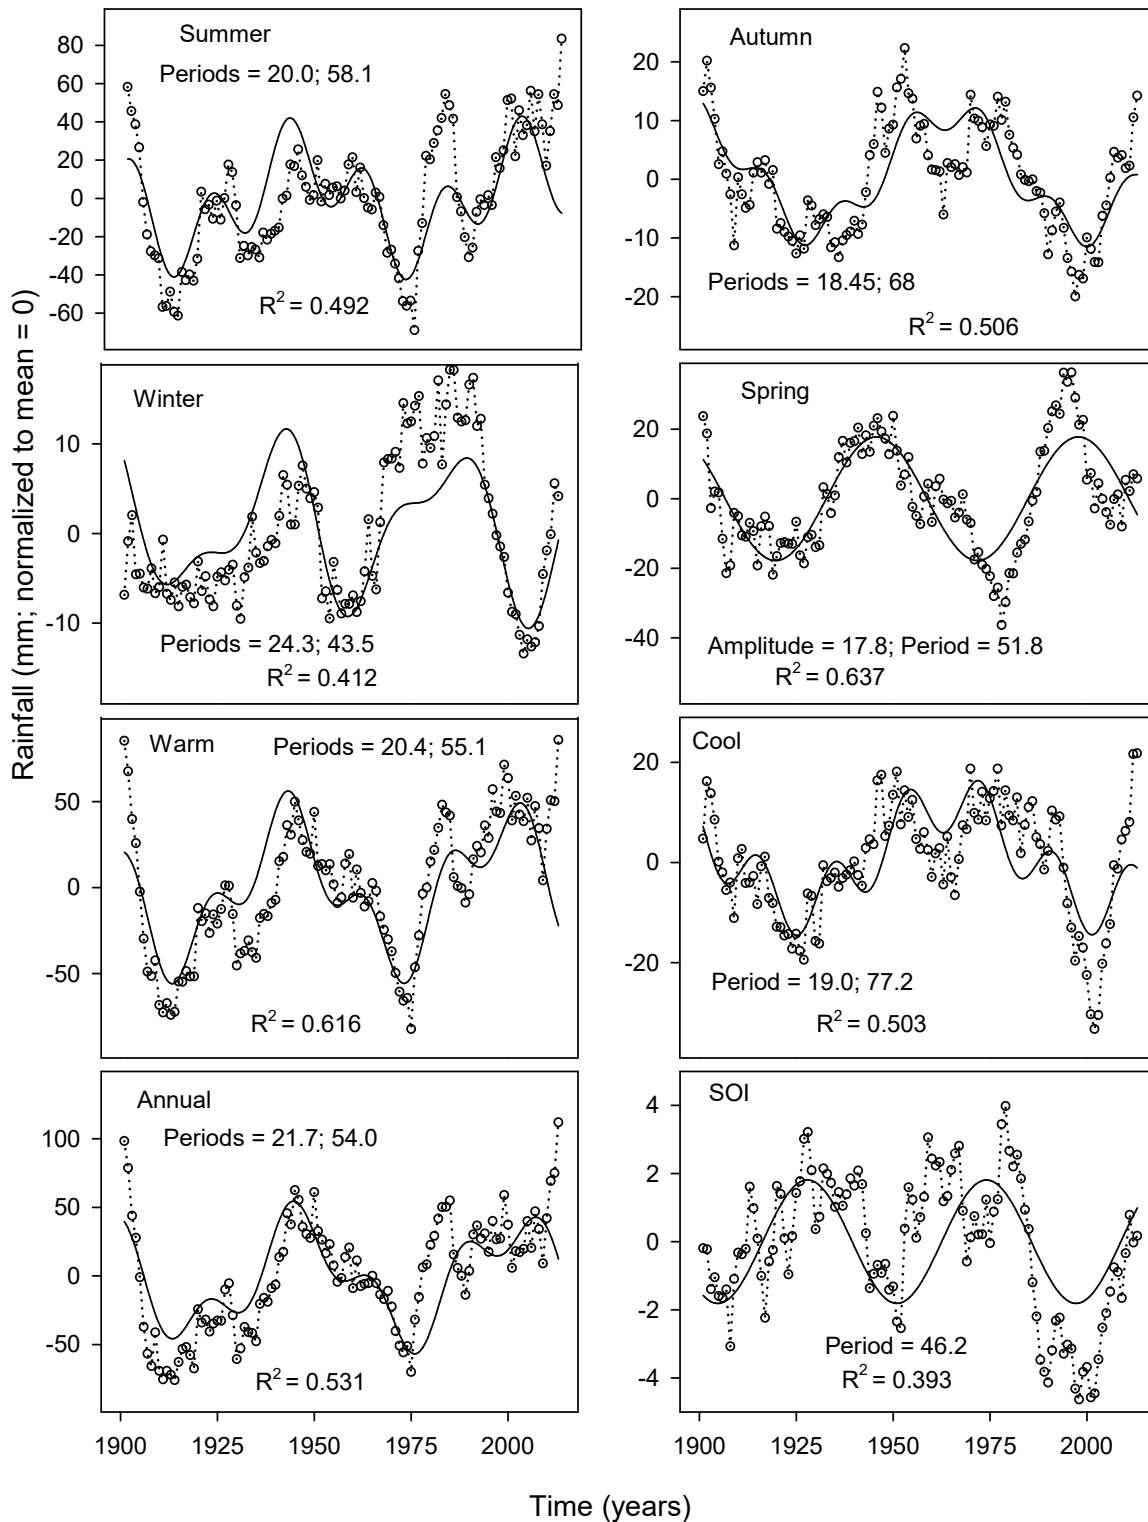 Rainfall (mm; normalized to mean = 0)
Summer
Periods = 20.0; 58.1
R² = 0.492
80
60
40
20
0
-20
-40
-60
Autumn
Periods = 18.45; 68
R² = 0.506
20
10
0
-10
-20
Winter
Periods = 24.3; 43.5
R² = 0.412
10
0
-10
Spring
Amplitude = 17.8; Period = 51.8
R² = 0.637
20
0
-20
-40
Warm
Periods = 20.4; 55.1
R² = 0.616
50
0
-50
Cool
Period = 19.0; 77.2
R² = 0.503
20
0
-20
Annual
Periods = 21.7; 54.0
R² = 0.531
100
50
0
-50
1900 1925 1950 1975 2000
SOI
Period = 46.2
R² = 0.393
4
2
0
-2
-4
1900 1925 1950 1975 2000
Time (years)